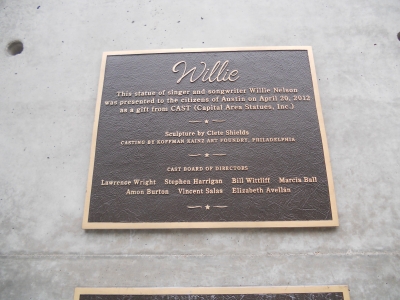 Willie
This statue of singer and songwriter Willie Nelson
was presented to the citizens of Austin on April 20, 2012
as a gift from CAST (Capital Area Statues, Inc.)
Sculpture by Clete Shields
CASTING BY KOFFMAN KAINZ ART FOUNDRY, PHILADELPHIA
CAST BOARD OF DIRECTORS
Lawrence Wright Stephen Harrigan Bill Wittliff Marcia Ball
Amon Burton Vincent Salas Elizabeth Avellán